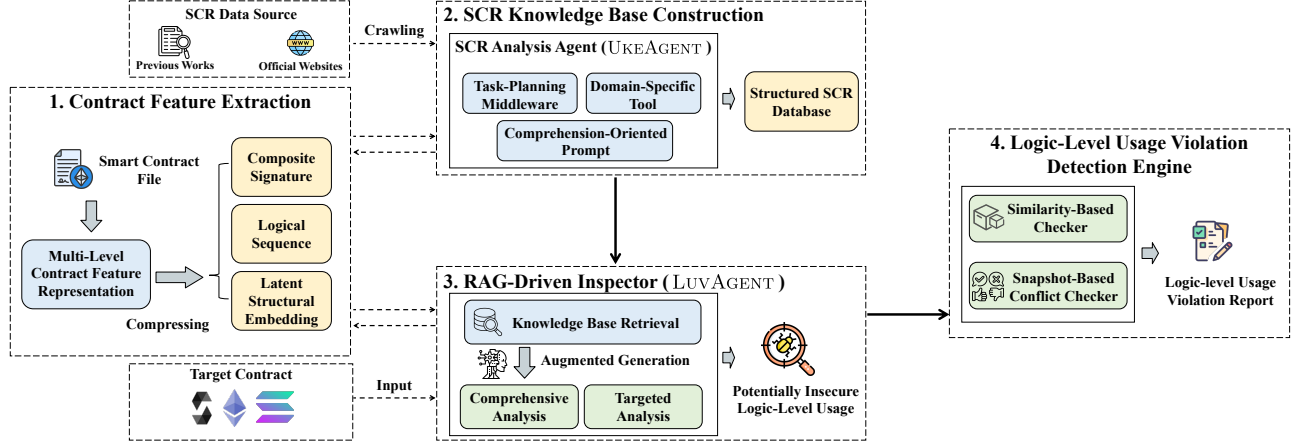 SCR Data Source
Previous Works
WWW
Official Websites
Crawling
1. Contract Feature Extraction
Smart Contract
File
Multi-Level
Contract Feature
Representation
Compressing
Composite
Signature
Logical
Sequence
Latent
Structural
Embedding
Target Contract
Input
2. SCR Knowledge Base Construction
SCR Analysis Agent (UKEAGENT)
Task-Planning
Middleware
Domain-Specific
Tool
Comprehension-Oriented
Prompt
Structured SCR
Database
3. RAG-Driven Inspector (LUVAGENT)
Knowledge Base Retrieval
Augmented Generation
Comprehensive
Analysis
Targeted
Analysis
Potentially Insecure
Logic-Level Usage
4. Logic-Level Usage Violation
Detection Engine
Similarity-Based
Checker
Snapshot-Based
Conflict Checker
Logic-level Usage
Violation Report